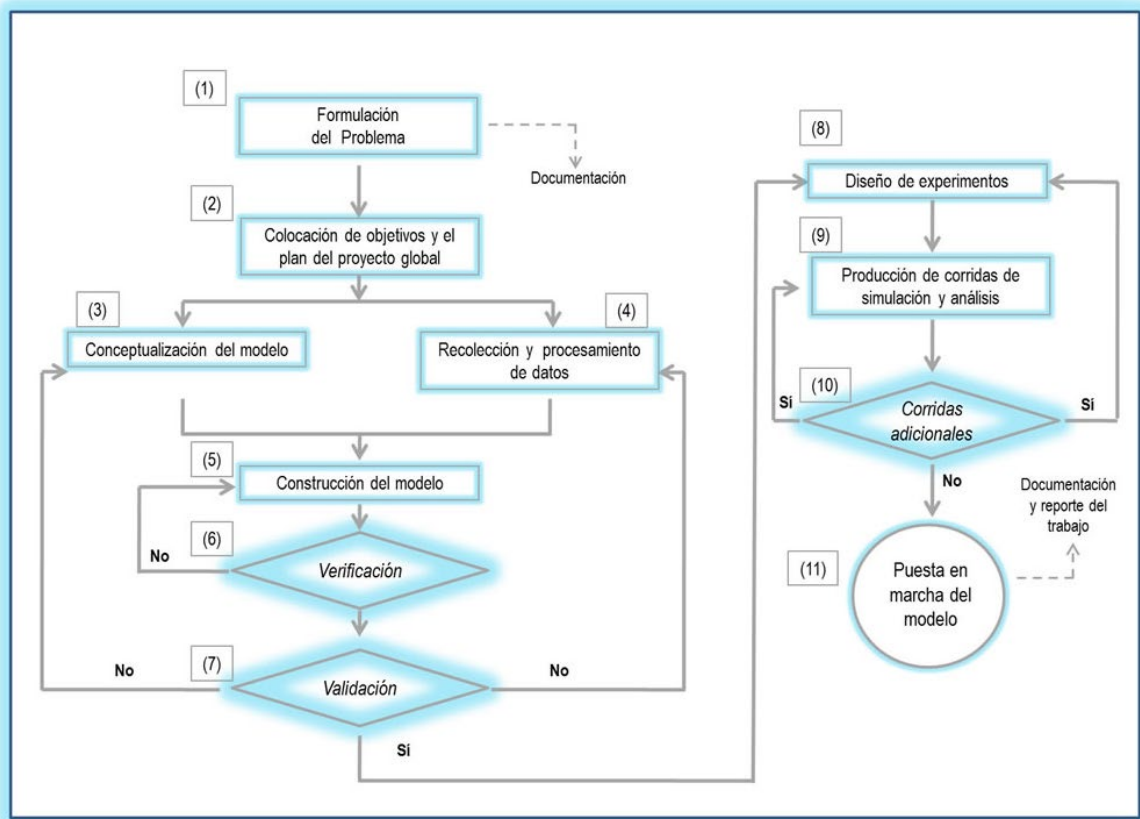 (1)
Formulación
del Problema
Documentación
(2)
Colocación de objetivos y el
plan del proyecto global
(3)
Conceptualización del modelo
(4)
Recolección y procesamiento
de datos
(5)
Construcción del modelo
(6)
No
Verificación
(7)
No
Validación
No
Sí
(8)
Diseño de experimentos
(9)
Producción de corridas de
simulación y análisis
(10)
Sí
Corridas
adicionales
Sí
No
Documentación
y reporte del
trabajo
(11)
Puesta en
marcha del
modelo